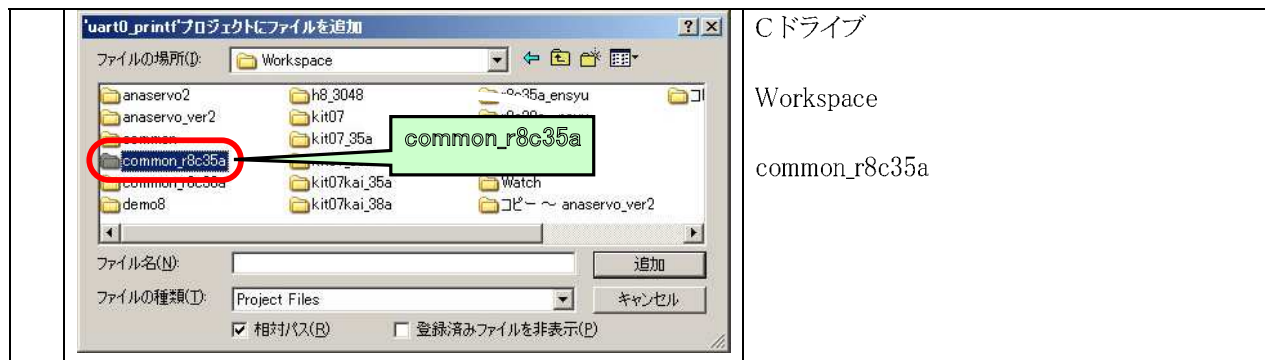 'uart0_printf'プロジェクトにファイルを追加
ファイルの場所(I):
Workspace
anaservo2
h8_3048
anaservo_ver2
kit07
common
kit07_35a
common_r8c35a
common_r8c35a
common_r8c38a
kit07kai_35a
Watch
demo8
kit07kai_38a
コピー ～ anaservo_ver2
ファイル名(N):
追加
ファイルの種類(T):
Project Files
キャンセル
相対パス(R)
登録済みファイルを非表示(P)
Cドライブ
Workspace
common_r8c35a